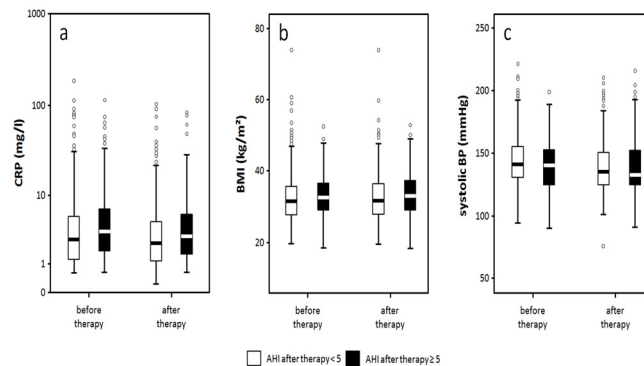 a
CRP (mg/l)
1000
100
10
1
0
before
therapy
after
therapy
b
BMI (kg/m²)
80
60
40
20
before
therapy
after
therapy
c
systolic BP (mmHg)
250
200
150
100
50
before
therapy
after
therapy
AHI after therapy < 5
AHI after therapy ≥ 5